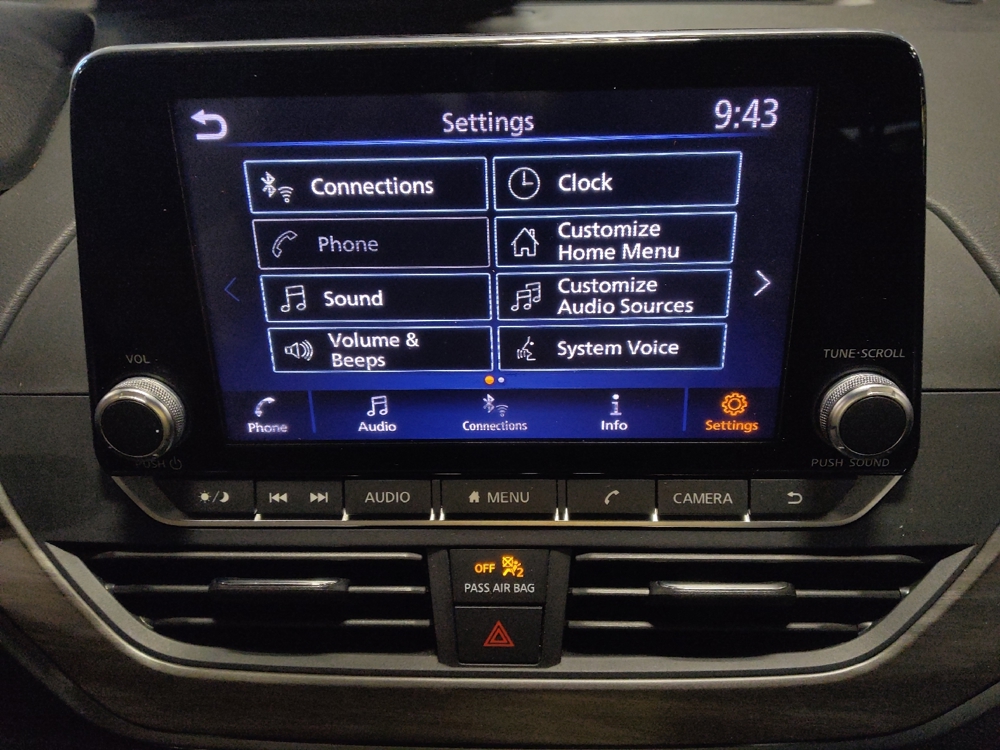 Settings
9:43
Connections
Clock
Phone
Customize
Home Menu
Sound
Customize
Audio Sources
Volume &
Beeps
System Voice
Phone
Audio
Connections
Info
Settings
VOL
PUSH
TUNE·SCROLL
PUSH SOUND
AUDIO
MENU
CAMERA
OFF
2
PASS AIR BAG